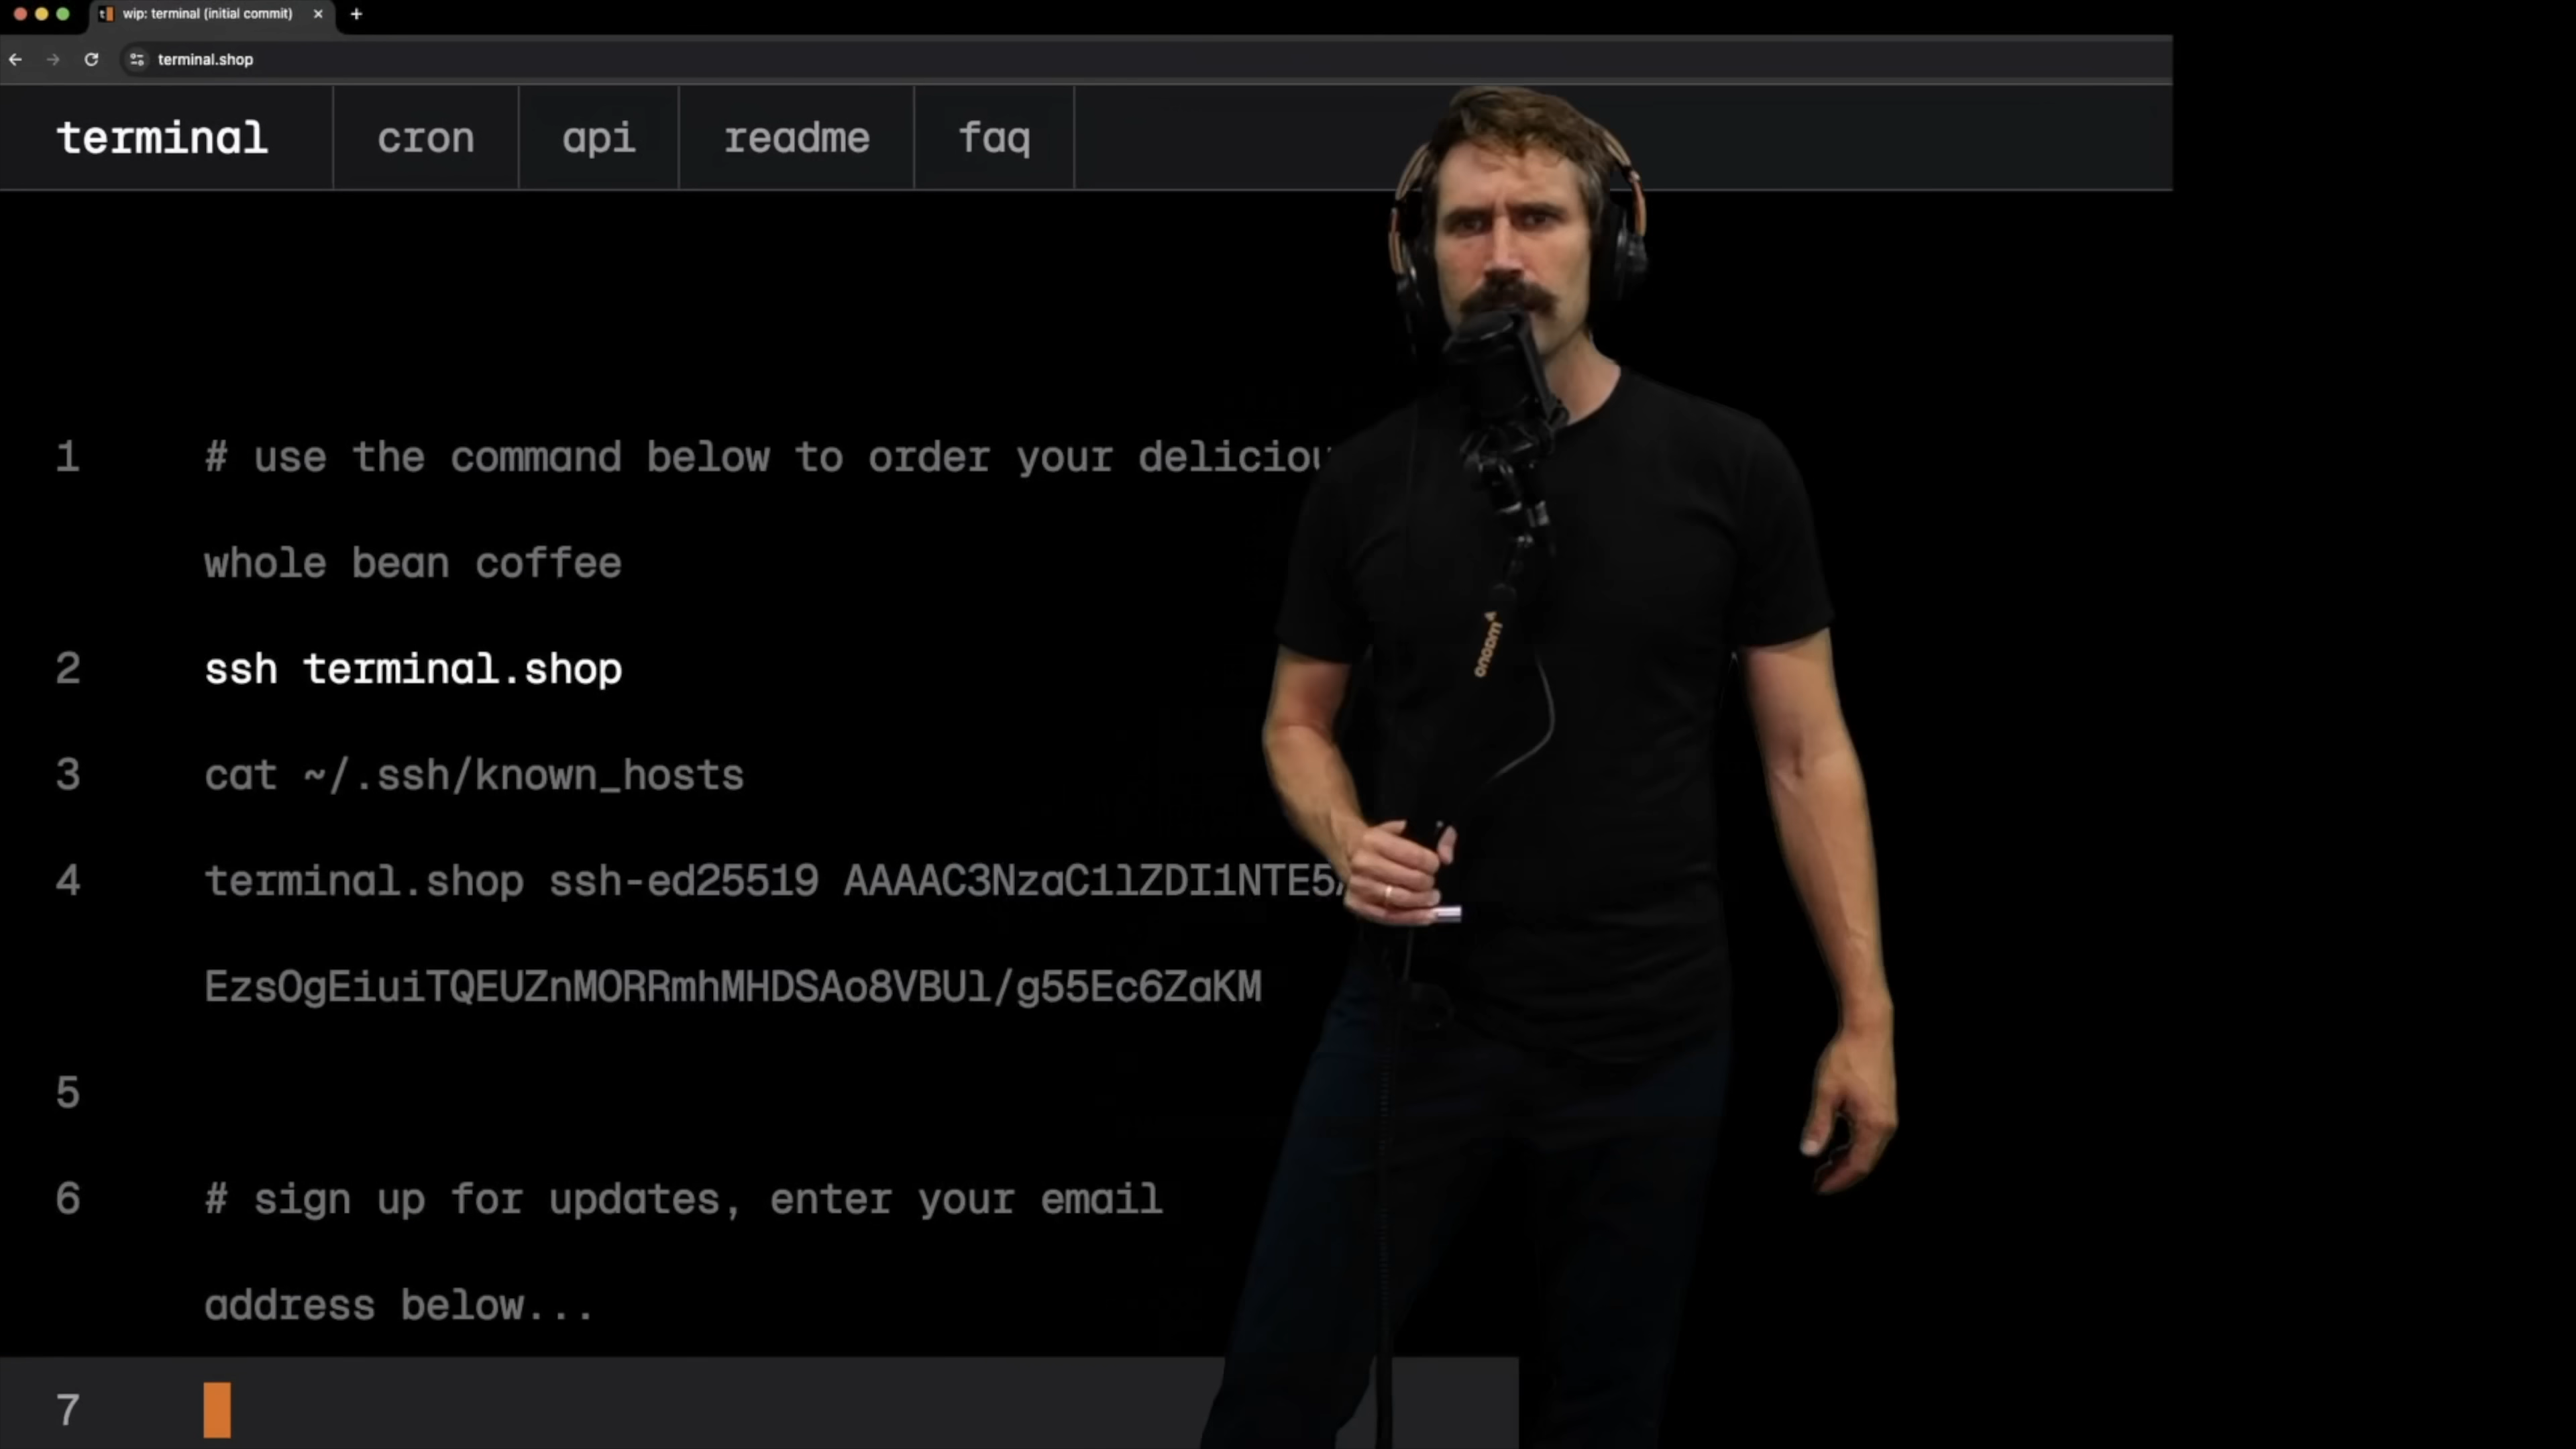 wip: terminal (initial commit)
terminal.shop
terminal cron api readme faq
1 # use the command below to order your
whole bean coffee
2 ssh terminal.shop
3 cat ~/.ssh/known_hosts
4 terminal.shop ssh-ed25519 AAAAC3NzaC1lZDI1NTE5
EzsOgEiuiTQEUZnMORRmhMHDSAo8VBUl/g55Ec6ZaKM
5
6 # sign up for updates, enter your email
address below...
7